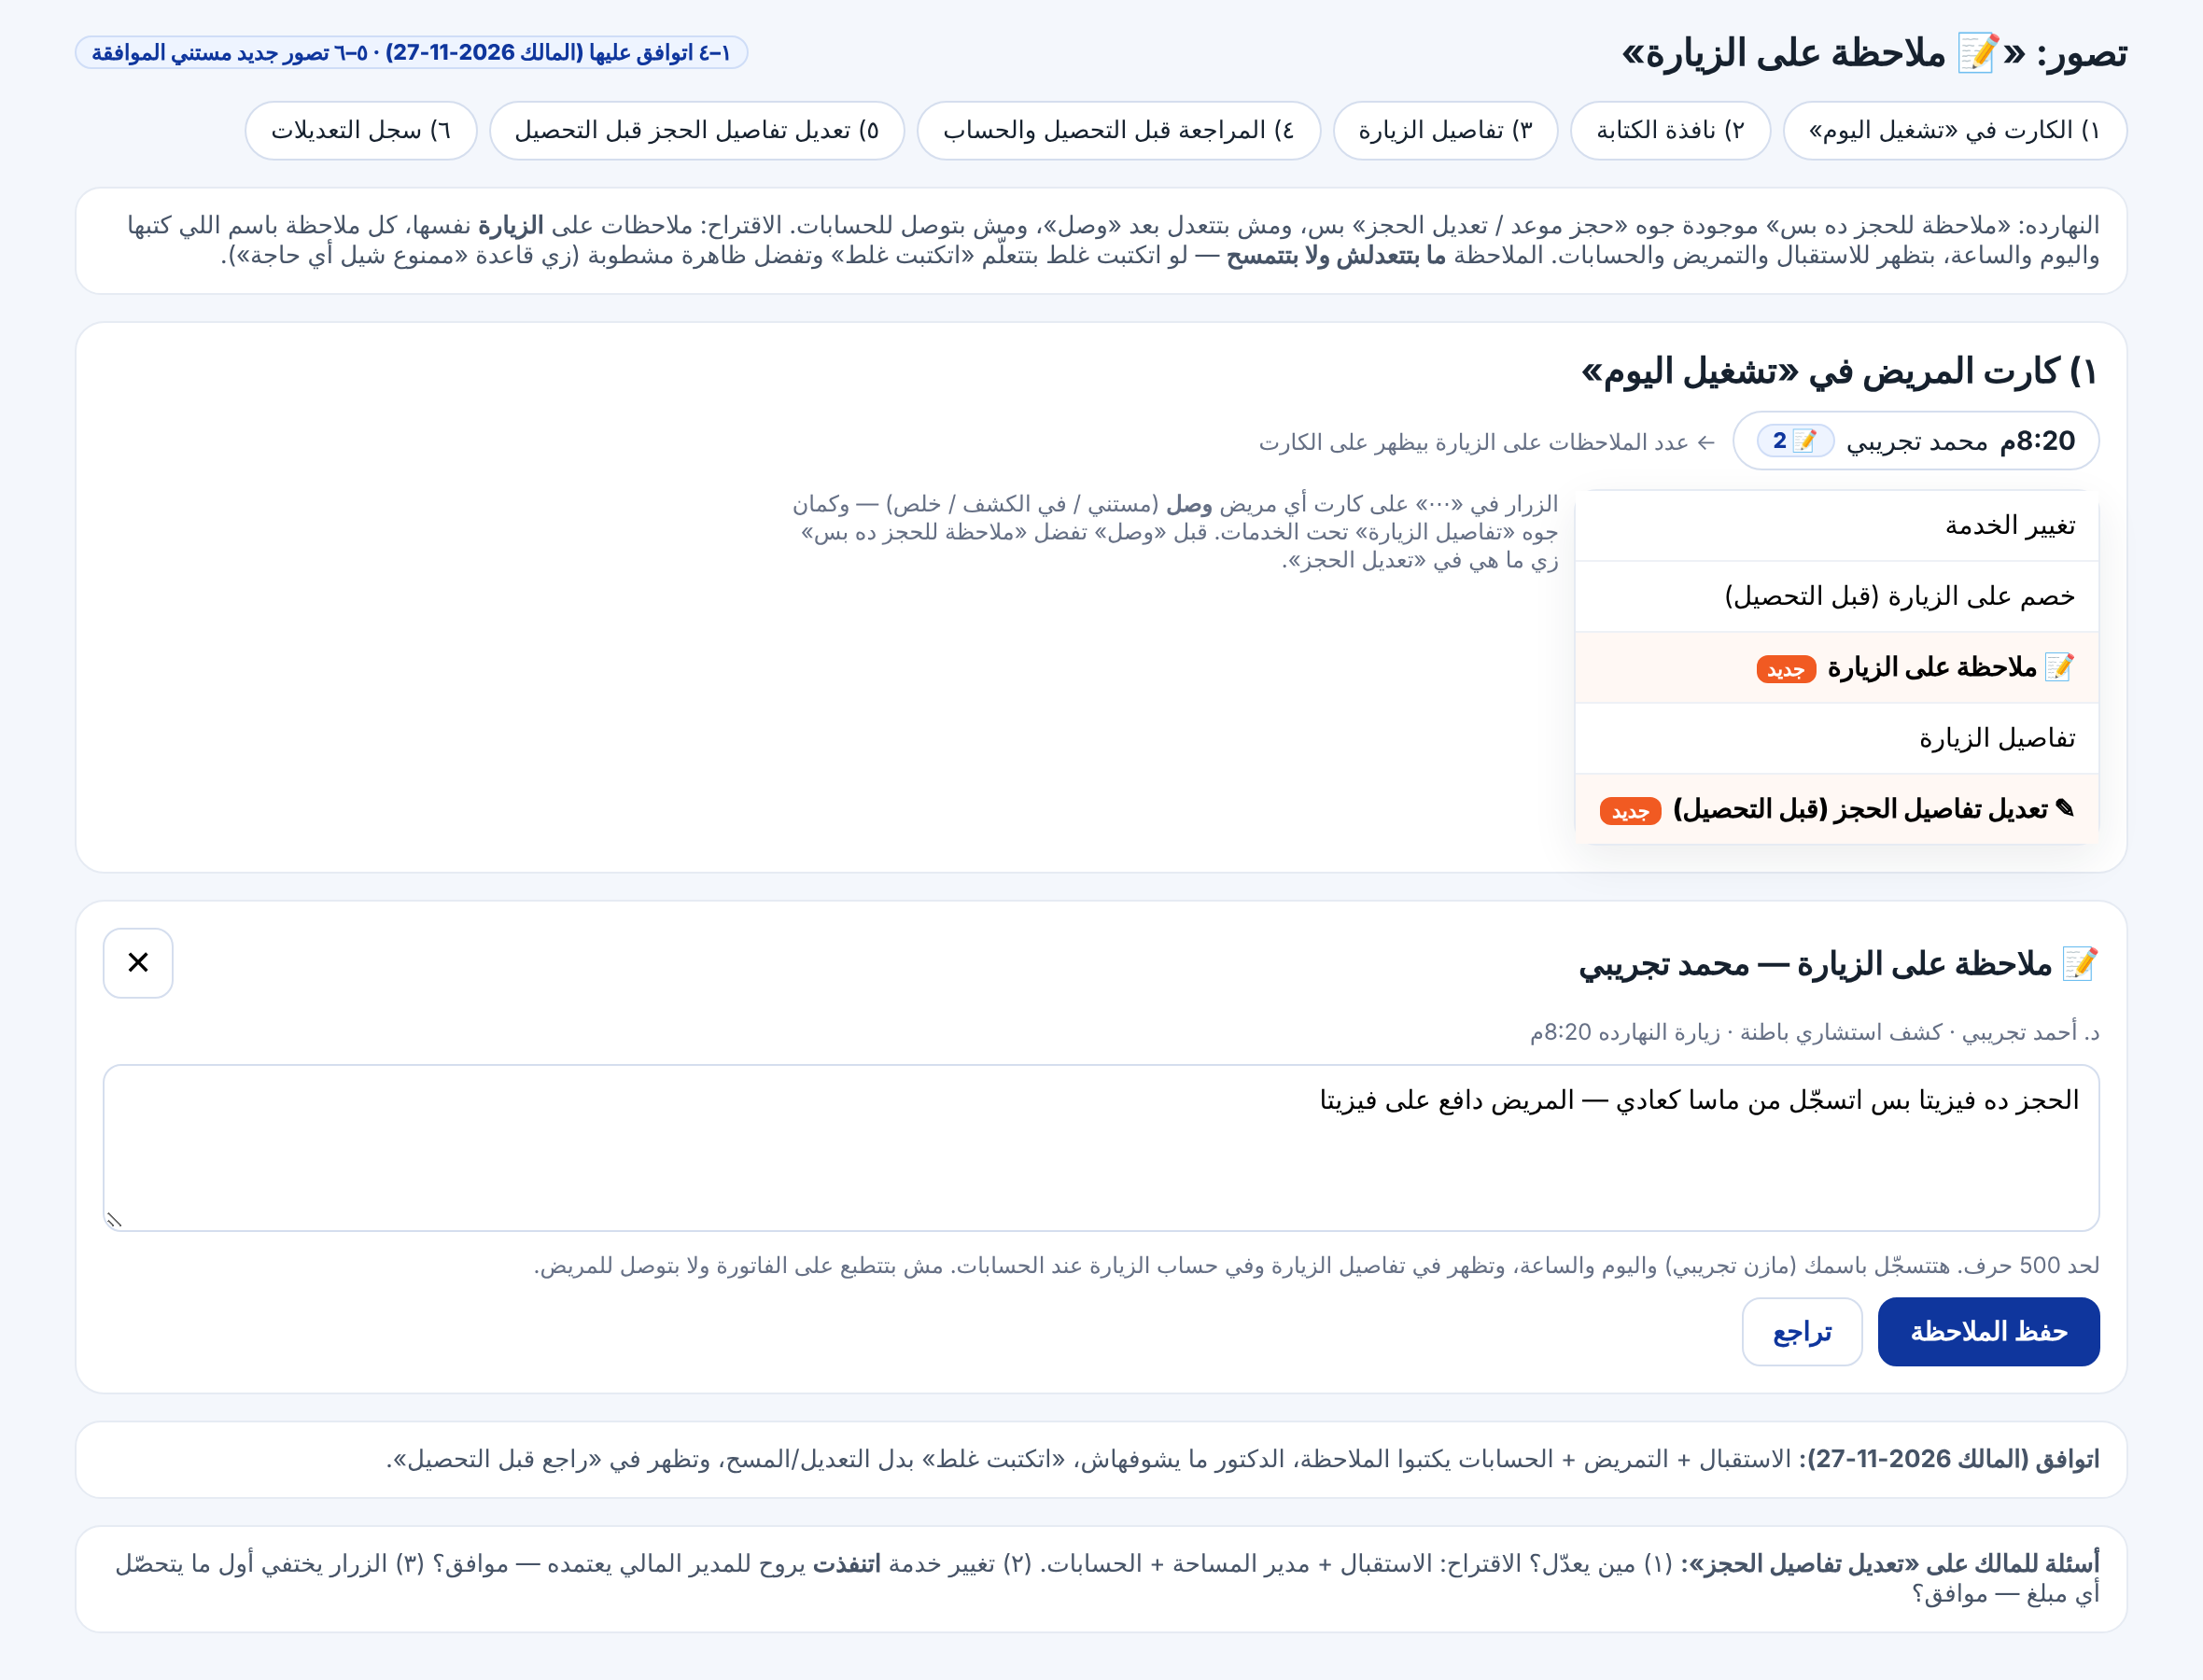 تصور: «📝 ملاحظة على الزيارة»
١–٤ اتوافق عليها (المالك 2026-11-27) · ٥–٦ تصور جديد مستني الموافقة
١) الكارت في «تشغيل اليوم»
٢) نافذة الكتابة
٣) تفاصيل الزيارة
٤) المراجعة قبل التحصيل والحساب
٥) تعديل تفاصيل الحجز قبل التحصيل
٦) سجل التعديلات
النهارده: «ملاحظة للحجز ده بس» موجودة جوه «حجز موعد / تعديل الحجز» بس، ومش بتتعدل بعد «وصل»، ومش بتوصل للحسابات. الاقتراح: ملاحظات على الزيارة نفسها، كل ملاحظة باسم اللي كتبها
واليوم والساعة، بتظهر للاستقبال والتمريض والحسابات. الملاحظة ما بتتعدلش ولا بتتمسح — لو اتكتبت غلط بتتعلّم «اتكتبت غلط» وتفضل ظاهرة مشطوبة (زي قاعدة «ممنوع شيل أي حاجة»).
١) كارت المريض في «تشغيل اليوم»
8:20م محمد تجريبي 📝 2
← عدد الملاحظات على الزيارة بيظهر على الكارت
تغيير الخدمة
خصم على الزيارة (قبل التحصيل)
📝 ملاحظة على الزيارة جديد
تفاصيل الزيارة
✎ تعديل تفاصيل الحجز (قبل التحصيل) جديد
الزرار في «⋯» على كارت أي مريض وصل (مستني / في الكشف / خلص) — وكمان
جوه «تفاصيل الزيارة» تحت الخدمات. قبل «وصل» تفضل «ملاحظة للحجز ده بس»
زي ما هي في «تعديل الحجز».
📝 ملاحظة على الزيارة — محمد تجريبي
✕
د. أحمد تجريبي · كشف استشاري باطنة · زيارة النهارده 8:20م
الحجز ده فيزيتا بس اتسجّل من ماسا كعادي — المريض دافع على فيزيتا
لحد 500 حرف. هتتسجّل باسمك (مازن تجريبي) واليوم والساعة، وتظهر في تفاصيل الزيارة وفي حساب الزيارة عند الحسابات. مش بتتطبع على الفاتورة ولا بتوصل للمريض.
حفظ الملاحظة
تراجع
اتوافق (المالك 2026-11-27): الاستقبال + التمريض + الحسابات يكتبوا الملاحظة، الدكتور ما يشوفهاش، «اتكتبت غلط» بدل التعديل/المسح، وتظهر في «راجع قبل التحصيل».
أسئلة للمالك على «تعديل تفاصيل الحجز»: (١) مين يعدّل؟ الاقتراح: الاستقبال + مدير المساحة + الحسابات. (٢) تغيير خدمة اتنفذت يروح للمدير المالي يعتمده — موافق؟ (٣) الزرار يختفي أول ما يتحصّل
أي مبلغ — موافق؟